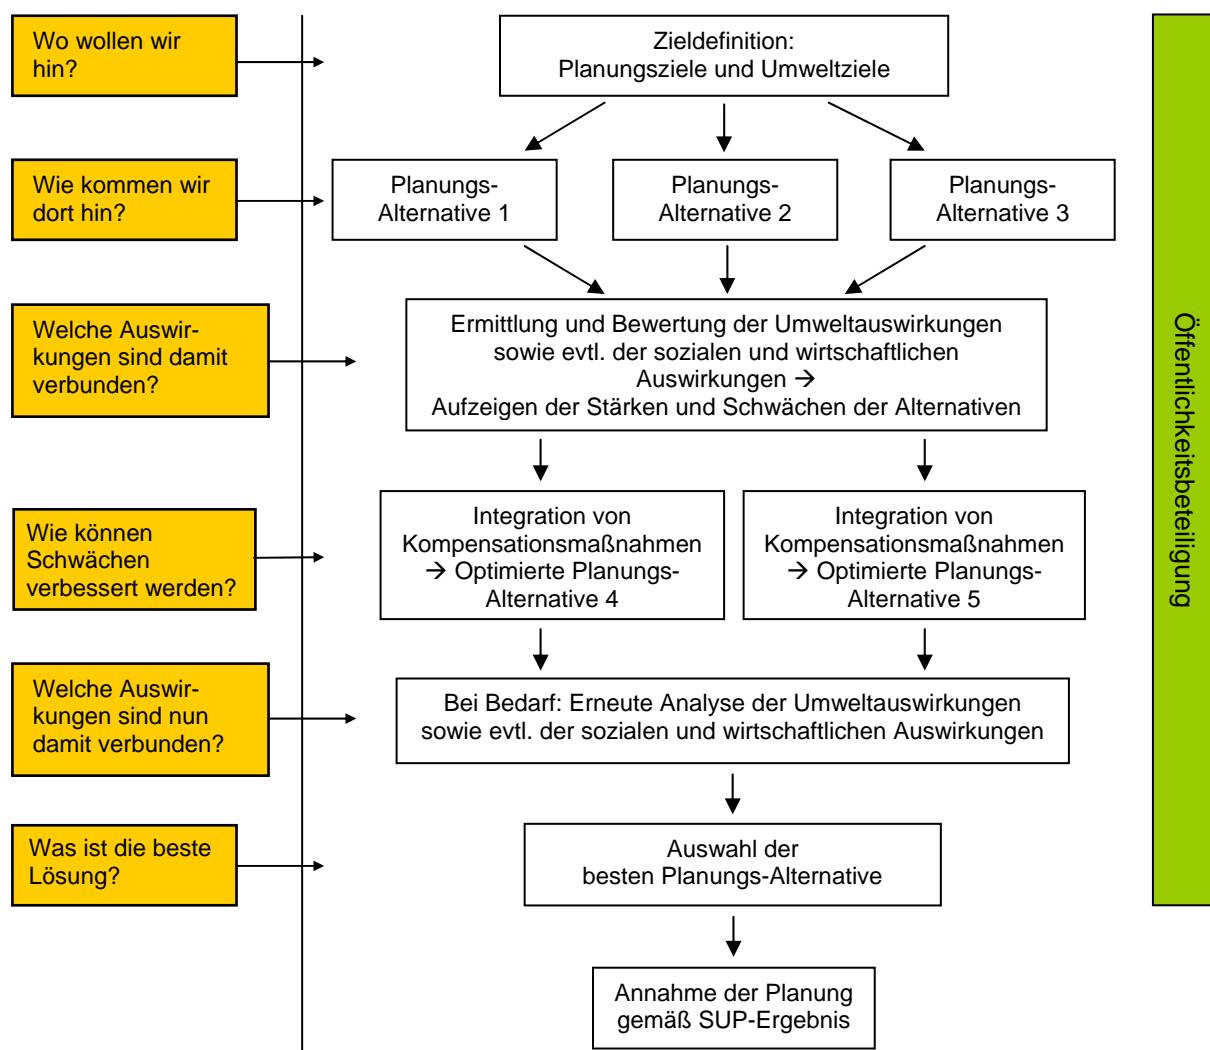 Wo wollen wir
hin?
Zieldefinition:
Planungsziele und Umweltziele
Wie kommen wir
dort hin?
Planungs-
Alternative 1
Planungs-
Alternative 2
Planungs-
Alternative 3
Welche Auswir-
kungen sind damit
verbunden?
Ermittlung und Bewertung der Umweltauswirkungen
sowie evtl. der sozialen und wirtschaftlichen
Auswirkungen →
Aufzeigen der Stärken und Schwächen der Alternativen
Wie können
Schwächen
verbessert werden?
Integration von
Kompensationsmaßnahmen
→ Optimierte Planungs-
Alternative 4
Integration von
Kompensationsmaßnahmen
→ Optimierte Planungs-
Alternative 5
Welche Auswir-
kungen sind nun
damit verbunden?
Bei Bedarf: Erneute Analyse der Umweltauswirkungen
sowie evtl. der sozialen und wirtschaftlichen Auswirkungen
Was ist die beste
Lösung?
Auswahl der
besten Planungs-Alternative
Annahme der Planung
gemäß SUP-Ergebnis
Öffentlichkeitsbeteiligung